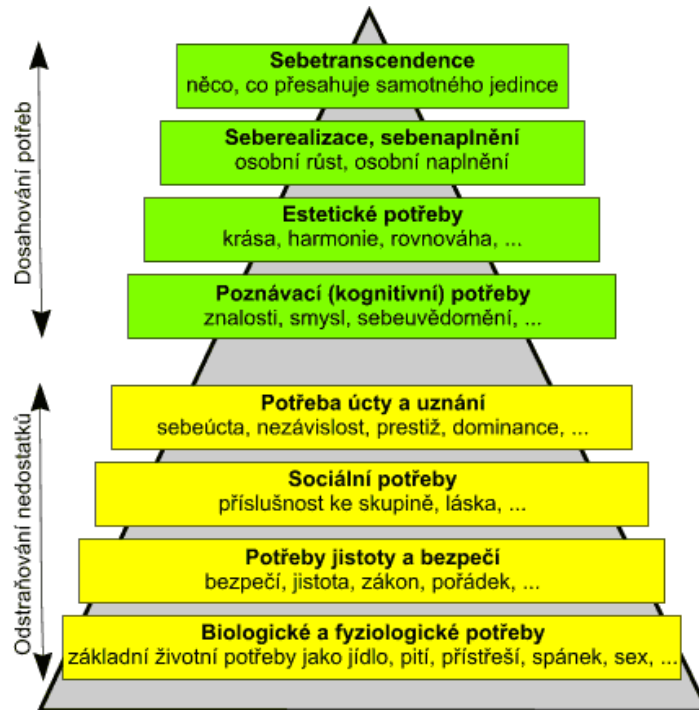 Sebetranscendence
něco, co přesahuje samotného jedince
Seberealizace, sebenaplnění
osobní růst, osobní naplnění
Estetické potřeby
krása, harmonie, rovnováha, ...
Poznávací (kognitivní) potřeby
znalosti, smysl, sebeuvědomění, ...
Dosahování potřeb
Potřeba úcty a uznání
sebeúcta, nezávislost, prestiž, dominance, ...
Sociální potřeby
příslušnost ke skupině, láska, ...
Potřeby jistoty a bezpečí
bezpečí, jistota, zákon, pořádek, ...
Biologické a fyziologické potřeby
základní životní potřeby jako jídlo, pití, přístřeší, spánek, sex, ...
Odstraňování nedostatků